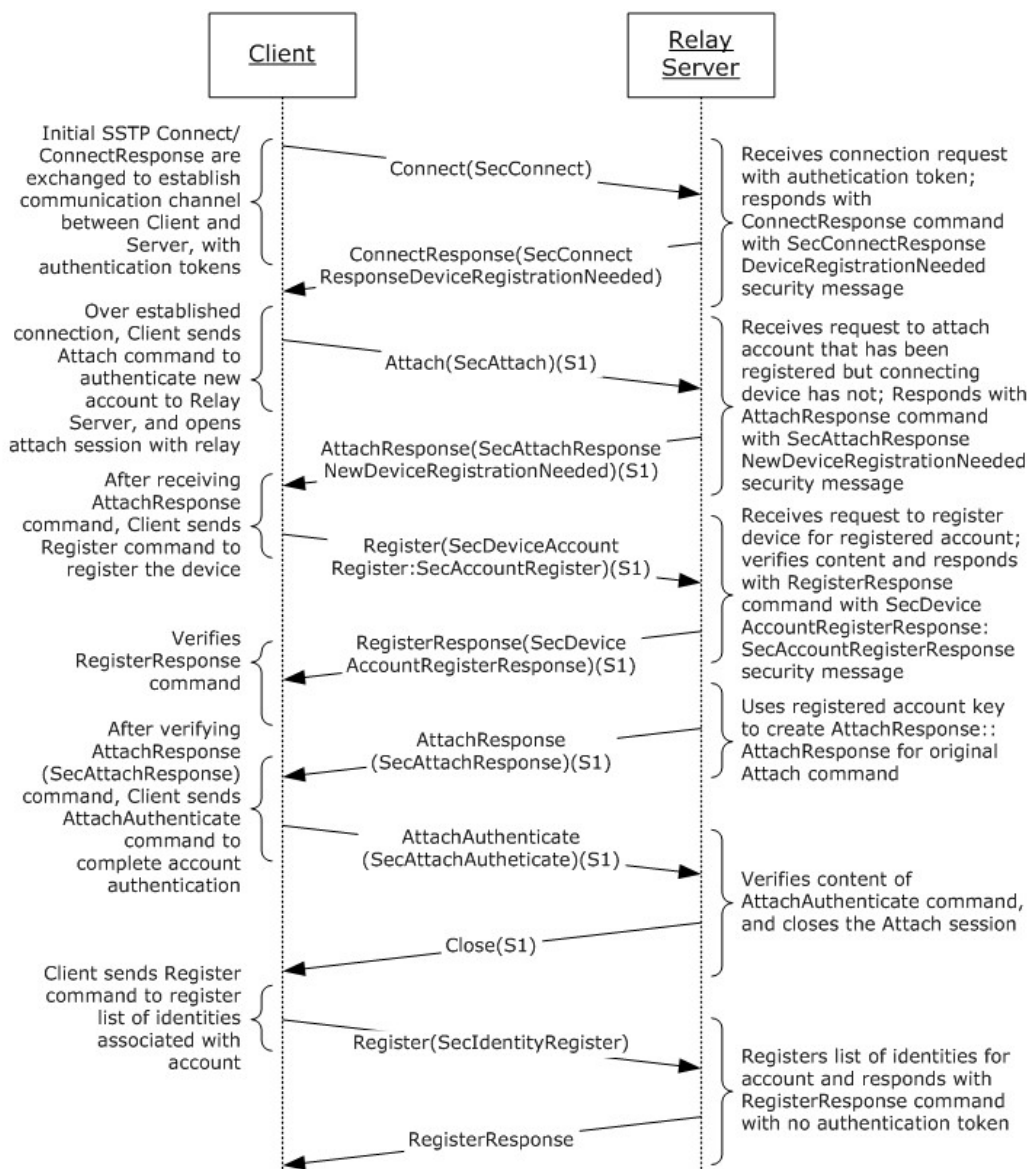 Client
Relay
Server
Initial SSTP Connect/
ConnectResponse are
exchanged to establish
communication channel
between Client and
Server, with
authentication tokens
Connect(SecConnect)
Receives connection request
with authetication token;
responds with
ConnectResponse command
with SecConnectResponse
DeviceRegistrationNeeded
security message
ConnectResponse(SecConnect
ResponseDeviceRegistrationNeeded)
Over established
connection, Client sends
Attach command to
authenticate new
account to Relay
Server, and opens
attach session with relay
Attach(SecAttach)(S1)
Receives request to attach
account that has been
registered but connecting
device has not; Responds with
AttachResponse command
with SecAttachResponse
NewDeviceRegistrationNeeded
security message
AttachResponse(SecAttachResponse
NewDeviceRegistrationNeeded)(S1)
After receiving
AttachResponse
command, Client sends
Register command to
register the device
Register(SecDeviceAccount
Register:SecAccountRegister)(S1)
Receives request to register
device for registered account;
verifies content and responds
with RegisterResponse
command with SecDevice
AccountRegisterResponse:
SecAccountRegisterResponse
security message
Verifies
RegisterResponse
command
RegisterResponse(SecDevice
AccountRegisterResponse)(S1)
Uses registered account key
to create AttachResponse::
AttachResponse for original
Attach command
AttachResponse
(SecAttachResponse)(S1)
After verifying
AttachResponse
(SecAttachResponse)
command, Client sends
AttachAuthenticate
command to
complete account
authentication
AttachAuthenticate
(SecAttachAutheticate)(S1)
Verifies content of
AttachAuthenticate command,
and closes the Attach session
Close(S1)
Client sends Register
command to register
list of identities
associated with
account
Register(SecIdentityRegister)
Registers list of identities for
account and responds with
RegisterResponse command
with no authentication token
RegisterResponse